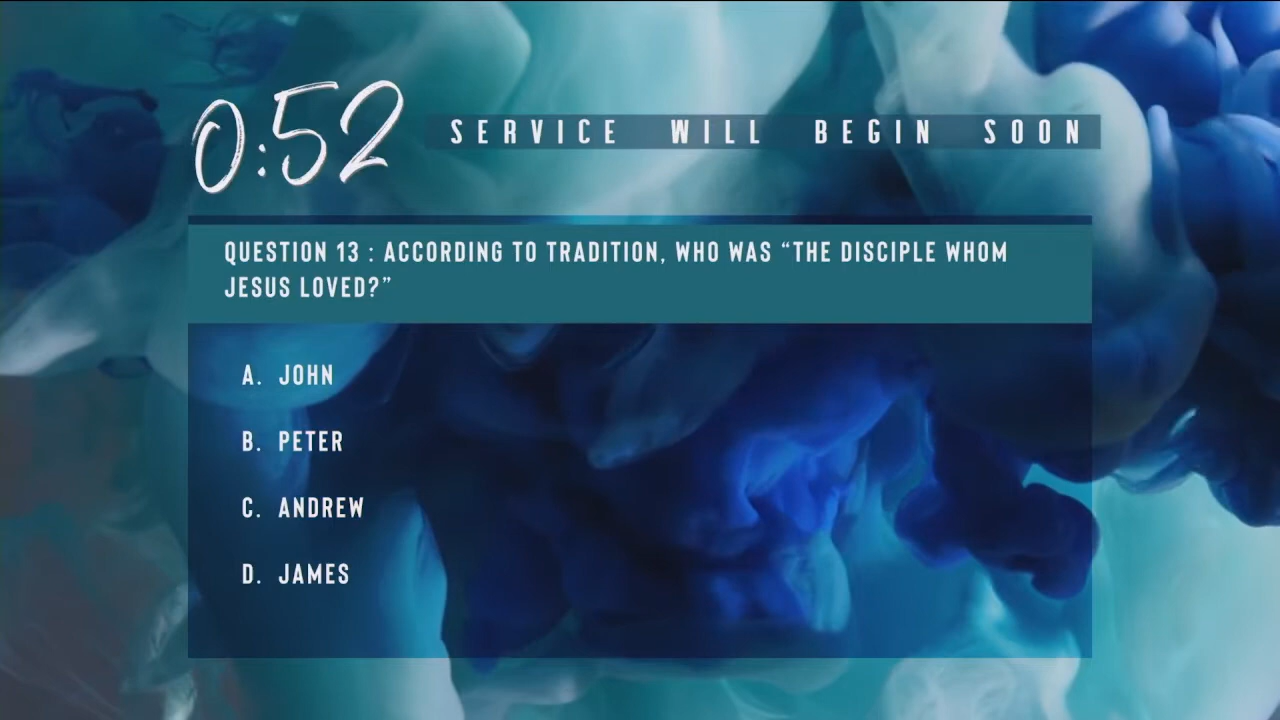 0:52 SERVICE WILL BEGIN SOON
QUESTION 13 : ACCORDING TO TRADITION, WHO WAS “THE DISCIPLE WHOM
JESUS LOVED?”
A. JOHN
B. PETER
C. ANDREW
D. JAMES